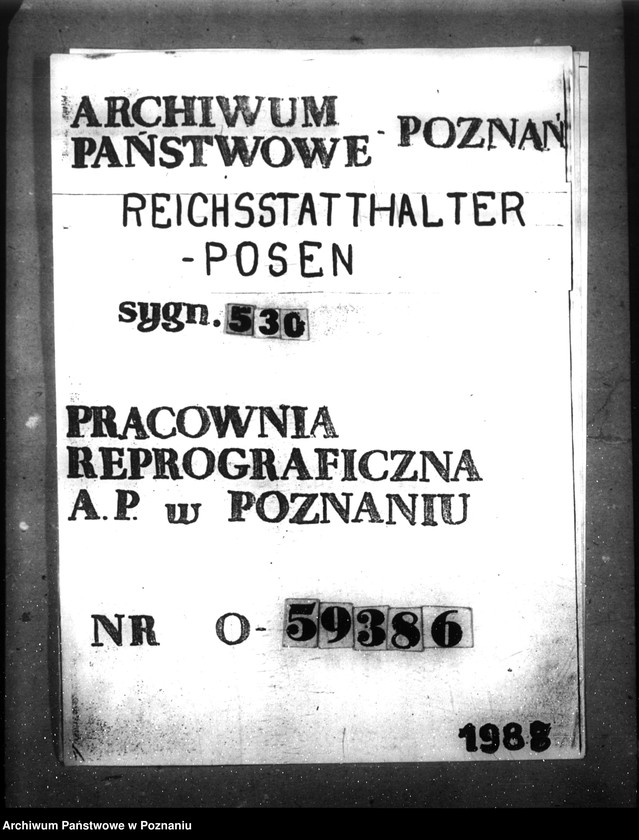 ARCHIWUM
PAŃSTWOWE - POZNAŃ
REICHSSTATTHALTER
-POSEN
sygn. 530
PRACOWNIA
REPROGRAFICZNA
A.P. w POZNANIU
NR O-59386
1988
Archiwum Państwowe w Poznaniu